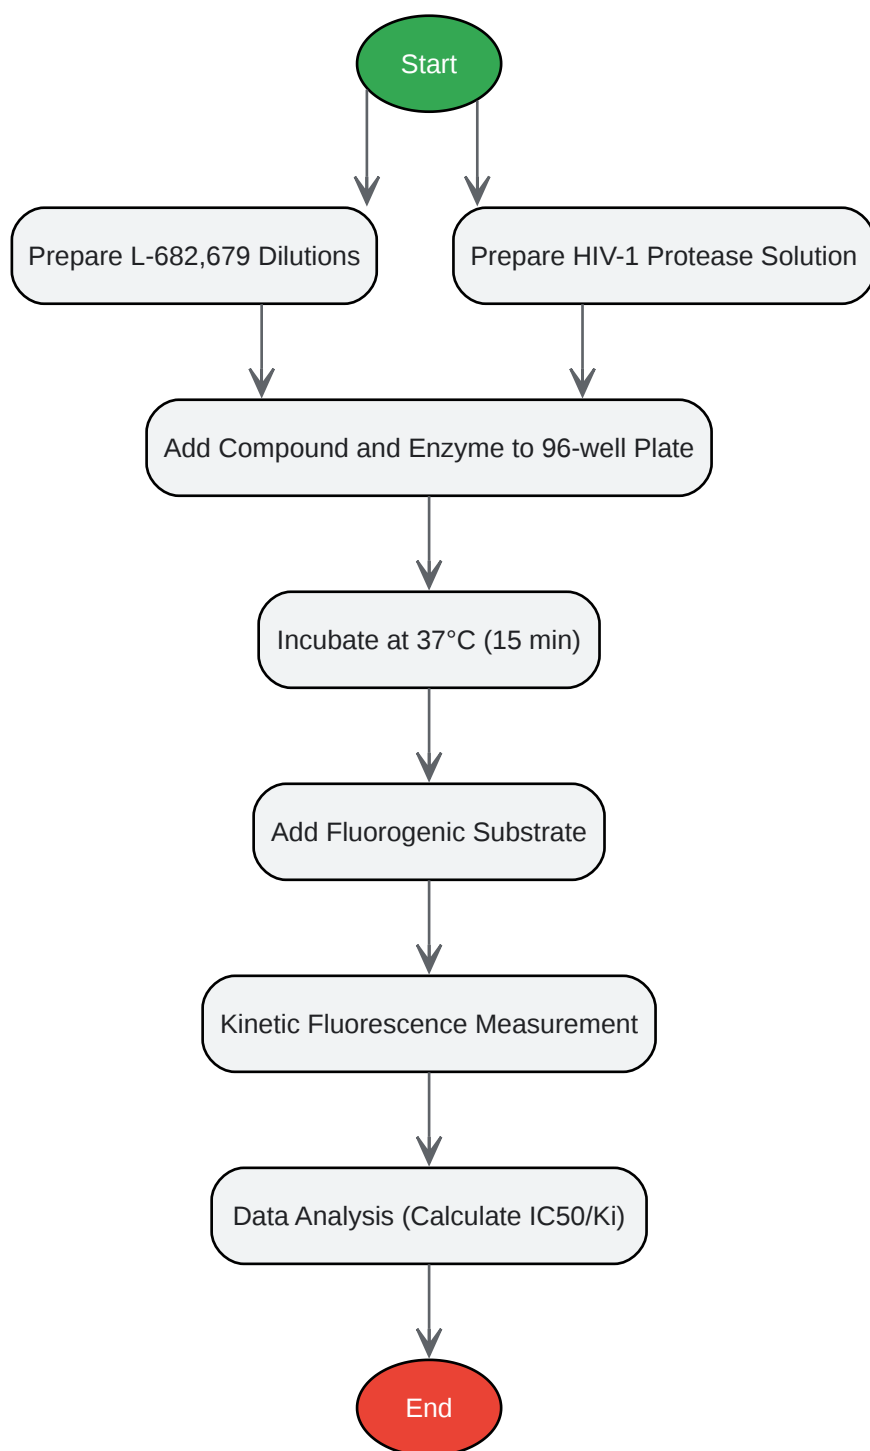 Start
Prepare L-682,679 Dilutions
Prepare HIV-1 Protease Solution
Add Compound and Enzyme to 96-well Plate
Incubate at 37°C (15 min)
Add Fluorogenic Substrate
Kinetic Fluorescence Measurement
Data Analysis (Calculate IC50/Ki)
End